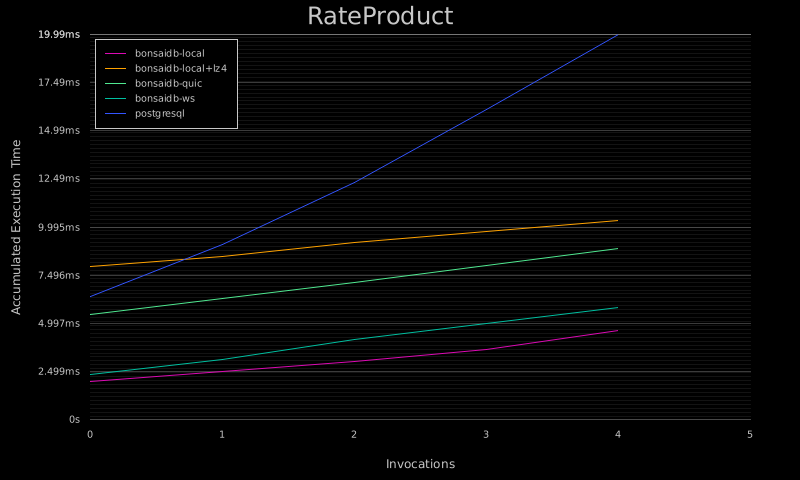 RateProduct
19.99ms
17.49ms
14.99ms
12.49ms
9.995ms
7.496ms
4.997ms
2.499ms
0s
bonsaidb-local
bonsaidb-local+lz4
bonsaidb-quic
bonsaidb-ws
postgresql
Accumulated Execution Time
0 1 2 3 4 5
Invocations